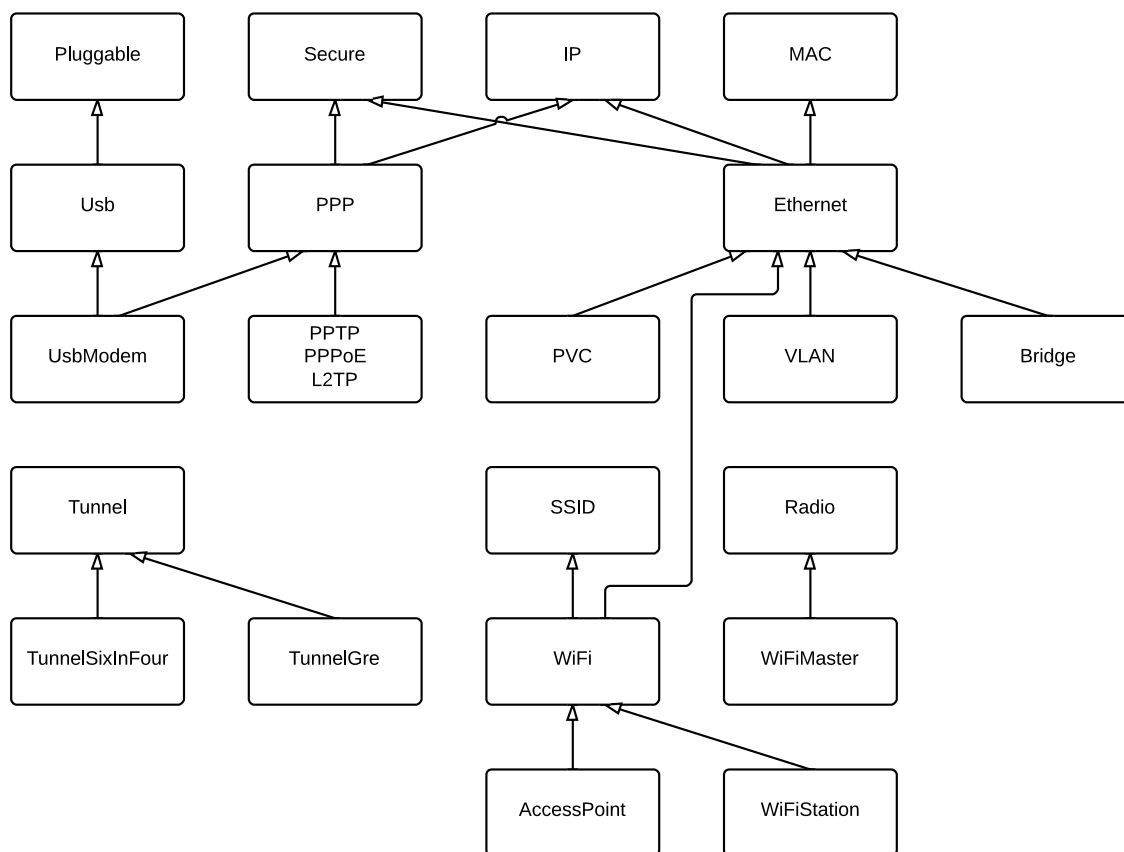 Pluggable
Secure
IP
MAC
Usb
PPP
Ethernet
UsbModem
PPTP
PPPoE
L2TP
PVC
VLAN
Bridge
Tunnel
SSID
Radio
TunnelSixInFour
TunnelGre
WiFi
WiFiMaster
AccessPoint
WiFiStation